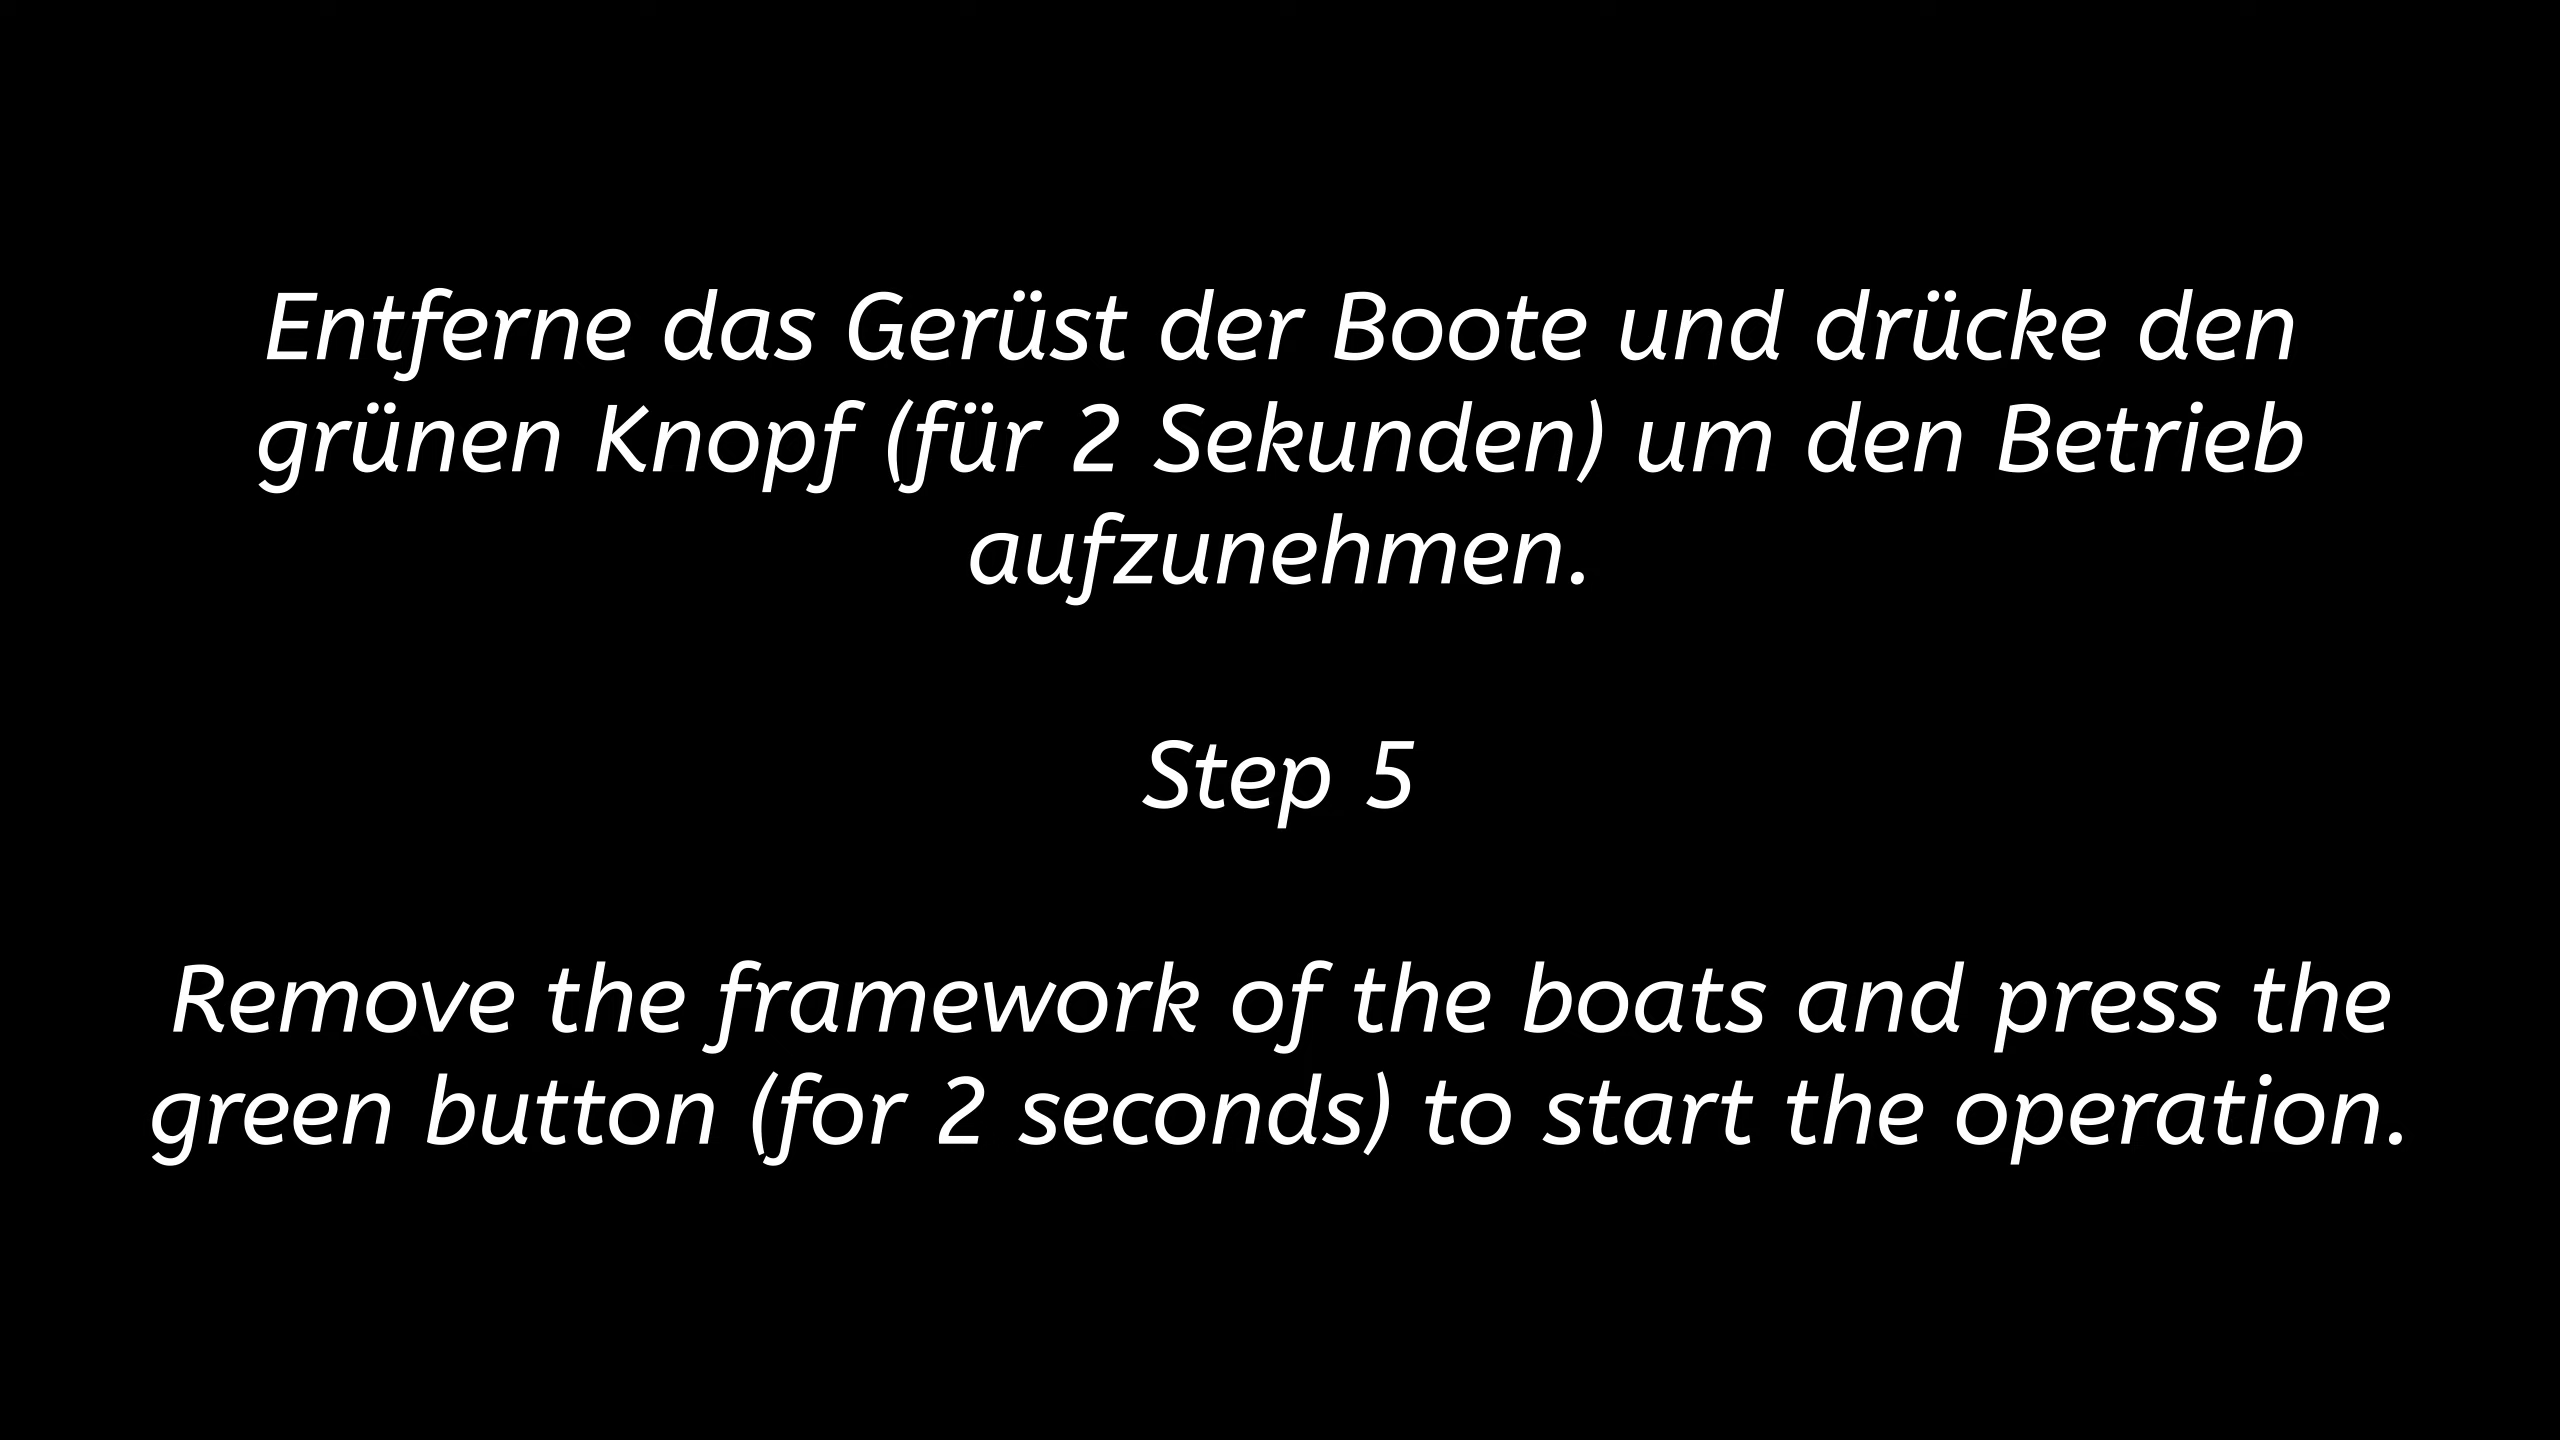 Entferne das Gerüst der Boote und drücke den
grünen Knopf (für 2 Sekunden) um den Betrieb
aufzunehmen.
Step 5
Remove the framework of the boats and press the
green button (for 2 seconds) to start the operation.